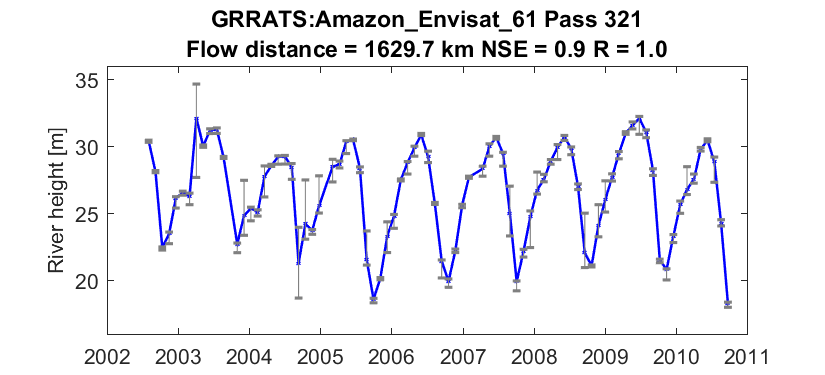 GRRATS:Amazon_Envisat_61 Pass 321
Flow distance = 1629.7 km NSE = 0.9 R = 1.0
35
30
25
20
River height [m]
2002 2003 2004 2005 2006 2007 2008 2009 2010 2011